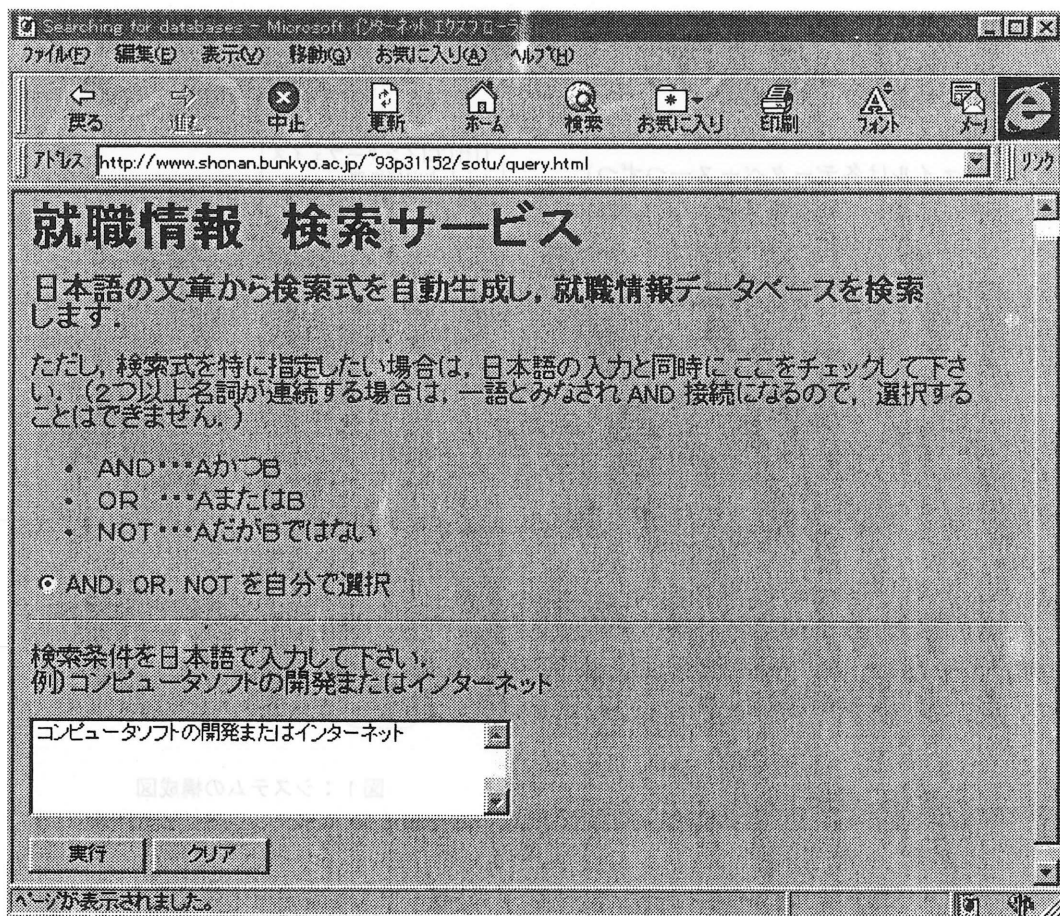 Searching for databases - Microsoft インターネット エクスプローラ
ファイル(F) 編集(E) 表示(V) 移動(G) お気に入り(A) ヘルプ(H)
戻る 進む 中止 更新 ホーム 検索 お気に入り 印刷 フォント メール
アドレス http://www.shonan.bunkyo.ac.jp/~93p31152/sotu/query.html リンク
就職情報 検索サービス
日本語の文章から検索式を自動生成し, 就職情報データベースを検索
します.
ただし, 検索式を特に指定したい場合は, 日本語の入力と同時に ここをチェックして下さ
い. (2つ以上名詞が連続する場合は, 一語とみなされ AND 接続になるので, 選択する
ことはできません.)
• AND・・・AかつB
• OR ・・・AまたはB
• NOT・・・AだがBではない
AND, OR, NOT を自分で選択
検索条件を日本語で入力して下さい.
例) コンピュータソフトの開発またはインターネット
コンピュータソフトの開発またはインターネット
実行 クリア
ページが表示されました。